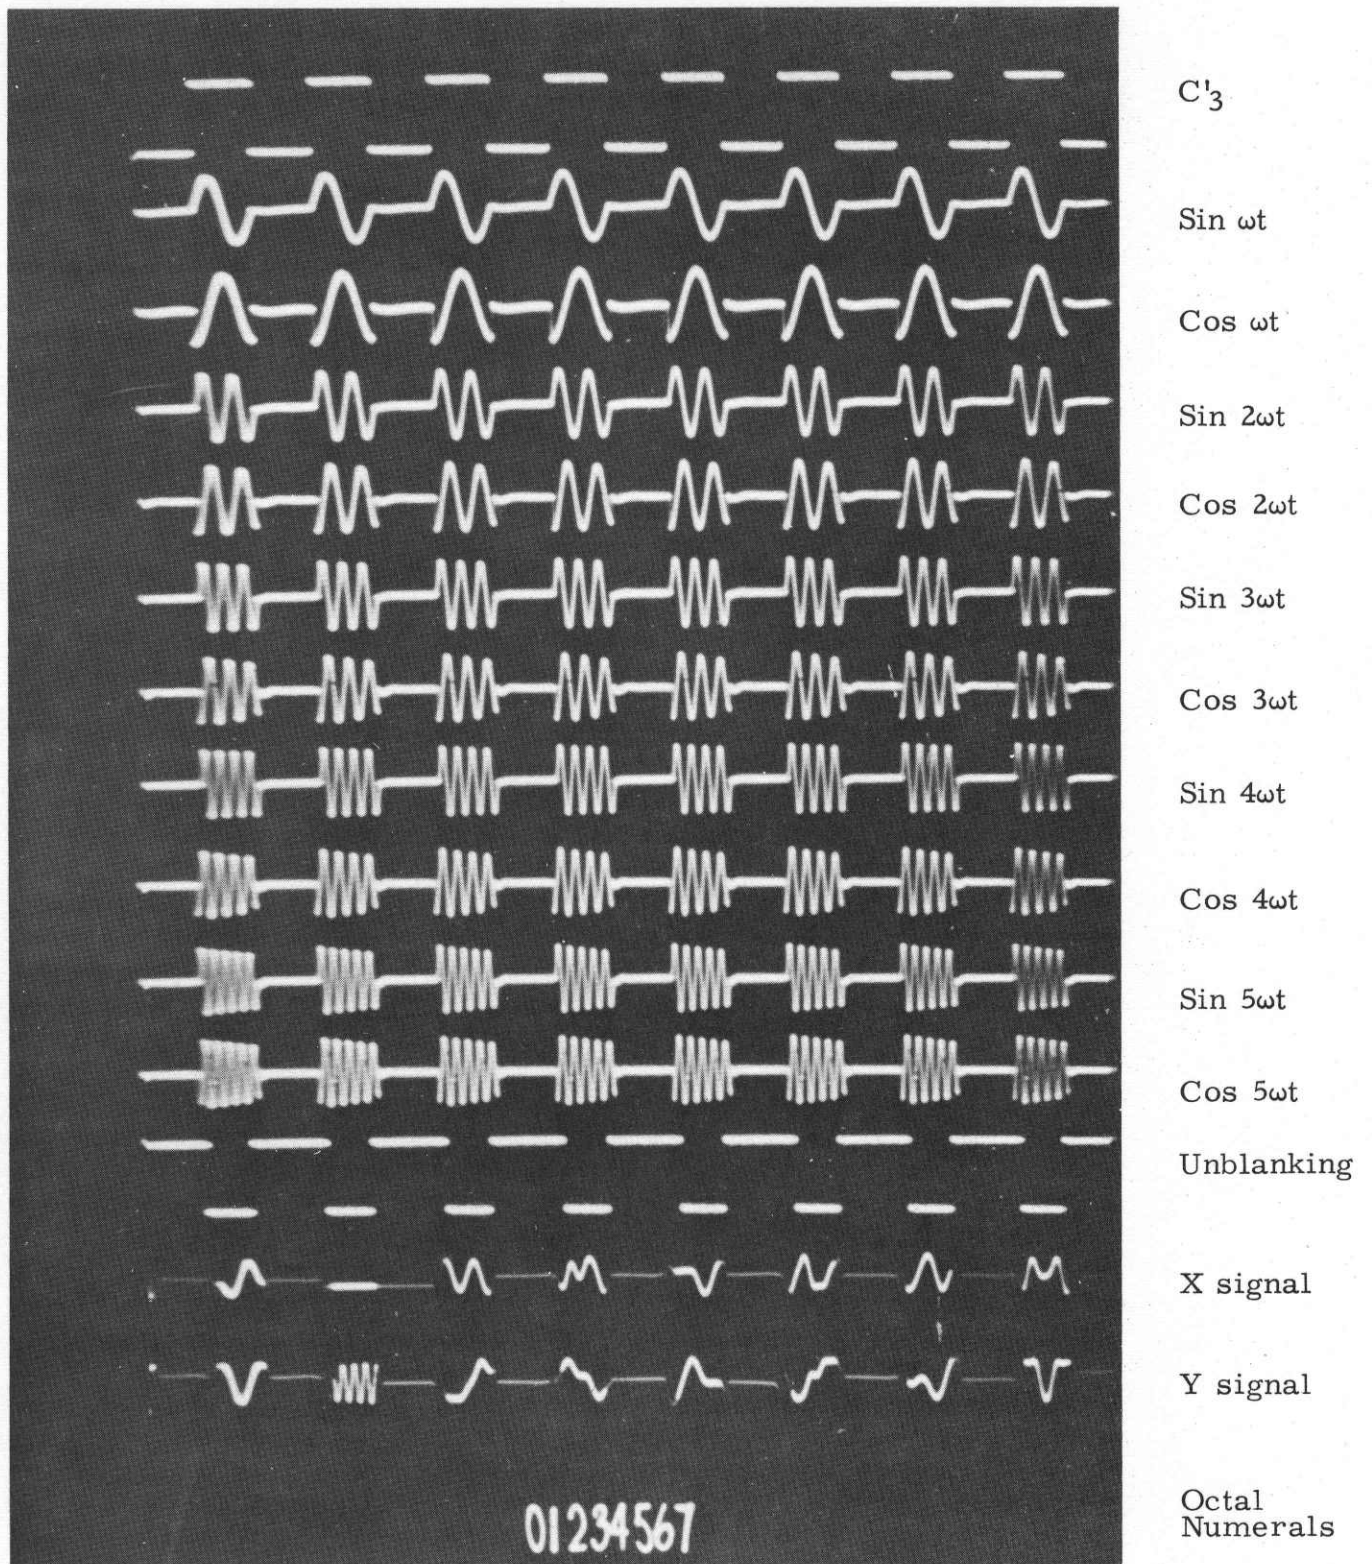 C'3
Sin ωt
Cos ωt
Sin 2ωt
Cos 2ωt
Sin 3ωt
Cos 3ωt
Sin 4ωt
Cos 4ωt
Sin 5ωt
Cos 5ωt
Unblanking
X signal
Y signal
Octal
Numerals
01234567